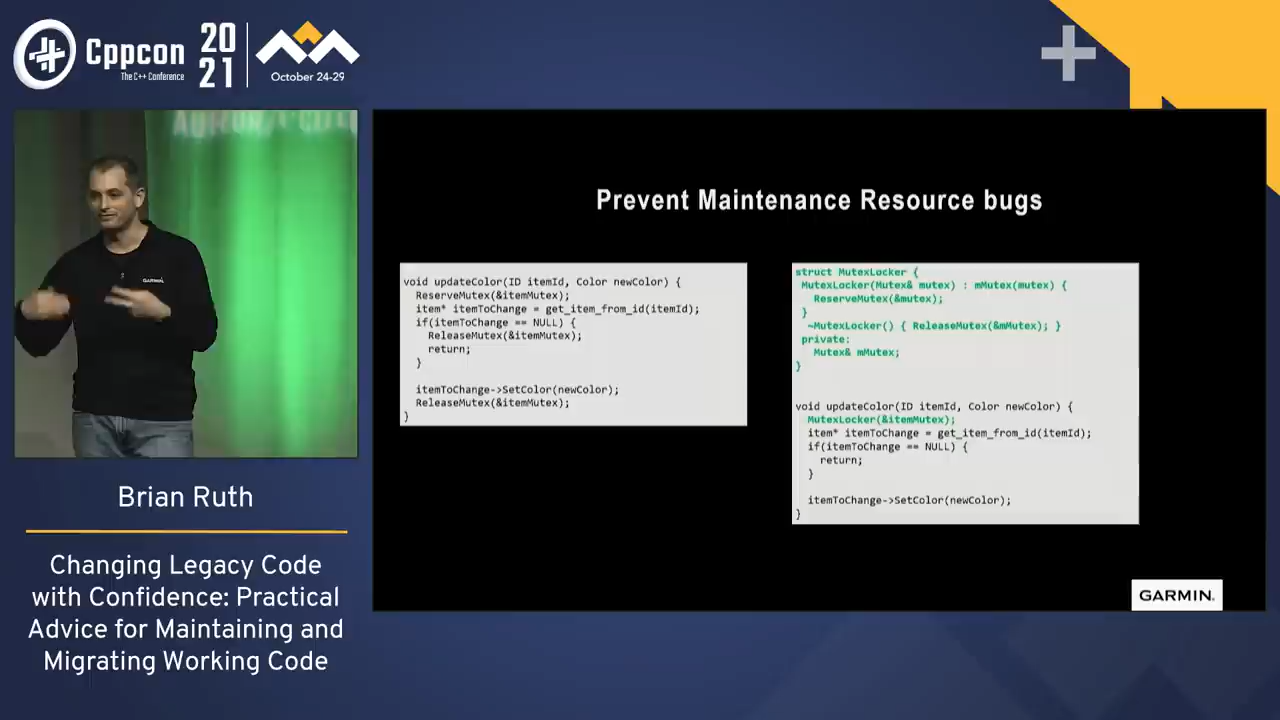 Cppcon
The C++ Conference
20
21
October 24-29
GARMIN
Brian Ruth
Changing Legacy Code
with Confidence: Practical
Advice for Maintaining and
Migrating Working Code
Prevent Maintenance Resource bugs
void updateColor(ID itemId, Color newColor) {
ReserveMutex(&itemMutex);
item* itemToChange = get_item_from_id(itemId);
if(itemToChange == NULL) {
ReleaseMutex(&itemMutex);
return;
}
itemToChange->SetColor(newColor);
ReleaseMutex(&itemMutex);
}
struct MutexLocker {
MutexLocker(Mutex& mutex) : mMutex(mutex) {
ReserveMutex(&mutex);
}
~MutexLocker() { ReleaseMutex(&mMutex); }
private:
Mutex& mMutex;
}
void updateColor(ID itemId, Color newColor) {
MutexLocker(&itemMutex);
item* itemToChange = get_item_from_id(itemId);
if(itemToChange == NULL) {
return;
}
itemToChange->SetColor(newColor);
}
GARMIN.